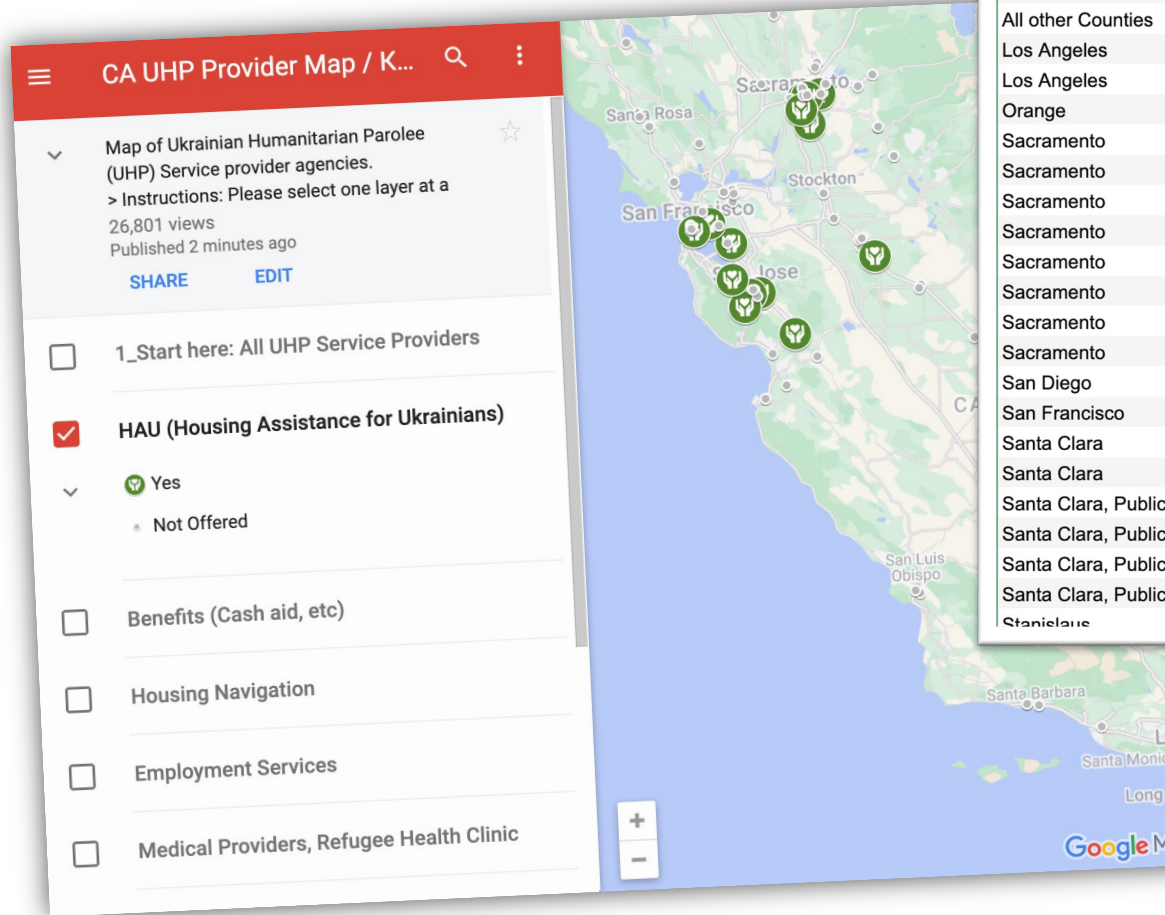 CA UHP Provider Map / K...
Map of Ukrainian Humanitarian Parolee
(UHP) Service provider agencies.
> Instructions: Please select one layer at a
26,801 views
Published 2 minutes ago
SHARE EDIT
1_Start here: All UHP Service Providers
HAU (Housing Assistance for Ukrainians)
Yes
Not Offered
Benefits (Cash aid, etc)
Housing Navigation
Employment Services
Medical Providers, Refugee Health Clinic
Sacramento
Santa Rosa
Stockton
San Francisco
San Jose
CA
San Luis
Obispo
Santa Barbara
L
Santa Monic
Long
+
−
Google M
All other Counties
Los Angeles
Los Angeles
Orange
Sacramento
Sacramento
Sacramento
Sacramento
Sacramento
Sacramento
Sacramento
Sacramento
San Diego
San Francisco
Santa Clara
Santa Clara
Santa Clara, Public
Santa Clara, Public
Santa Clara, Public
Santa Clara, Public
Stanislaus